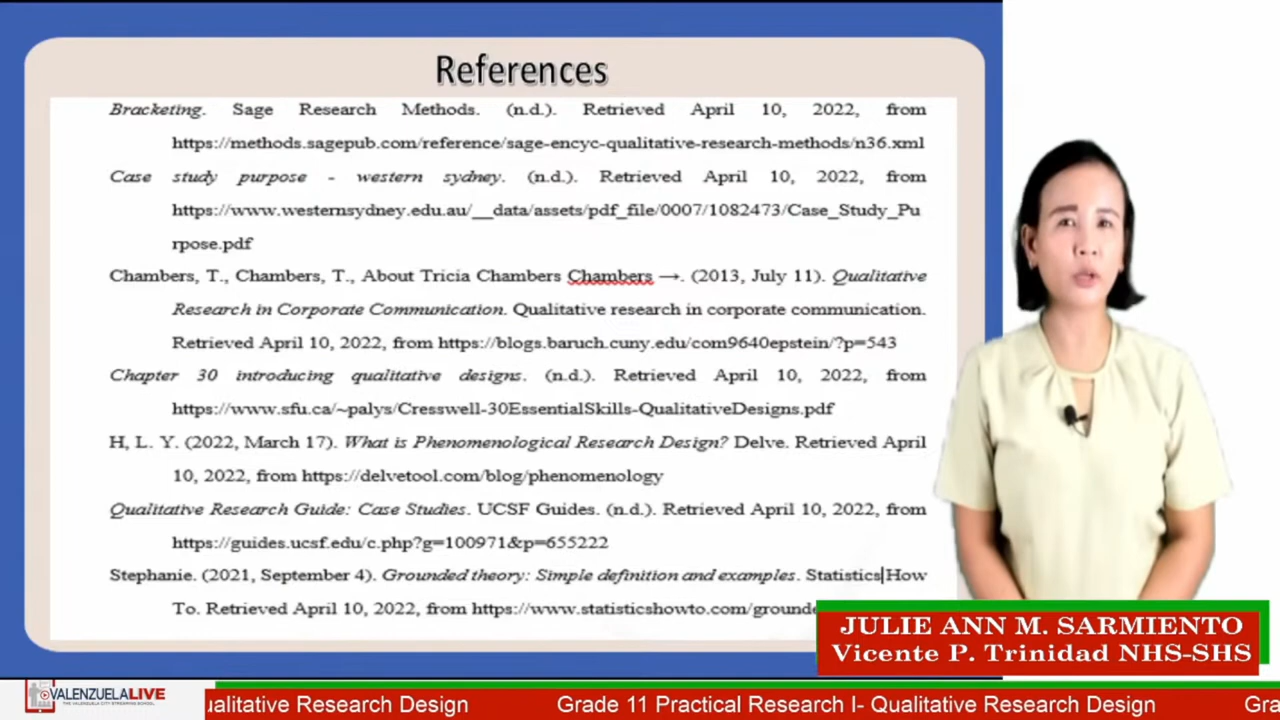 References
Bracketing. Sage Research Methods. (n.d.). Retrieved April 10, 2022, from
https://methods.sagepub.com/reference/sage-encyc-qualitative-research-methods/n36.xml
Case study purpose - western sydney. (n.d.). Retrieved April 10, 2022, from
https://www.westernsydney.edu.au/__data/assets/pdf_file/0007/1082473/Case_Study_Pu
rpose.pdf
Chambers, T., Chambers, T., About Tricia Chambers Chambers →. (2013, July 11). Qualitative
Research in Corporate Communication. Qualitative research in corporate communication.
Retrieved April 10, 2022, from https://blogs.baruch.cuny.edu/com9640epstein/?p=543
Chapter 30 introducing qualitative designs. (n.d.). Retrieved April 10, 2022, from
https://www.sfu.ca/~palys/Cresswell-30EssentialSkills-QualitativeDesigns.pdf
H, L. Y. (2022, March 17). What is Phenomenological Research Design? Delve. Retrieved April
10, 2022, from https://delvetool.com/blog/phenomenology
Qualitative Research Guide: Case Studies. UCSF Guides. (n.d.). Retrieved April 10, 2022, from
https://guides.ucsf.edu/c.php?g=100971&p=655222
Stephanie. (2021, September 4). Grounded theory: Simple definition and examples. Statistics How
To. Retrieved April 10, 2022, from https://www.statisticshowto.com/grounde
JULIE ANN M. SARMIENTO
Vicente P. Trinidad NHS-SHS
VALENZUELALIVE
THE VALENZUELA CITY STREAMING SCHOOL
ualitative Research Design Grade 11 Practical Research I- Qualitative Research Design Gra